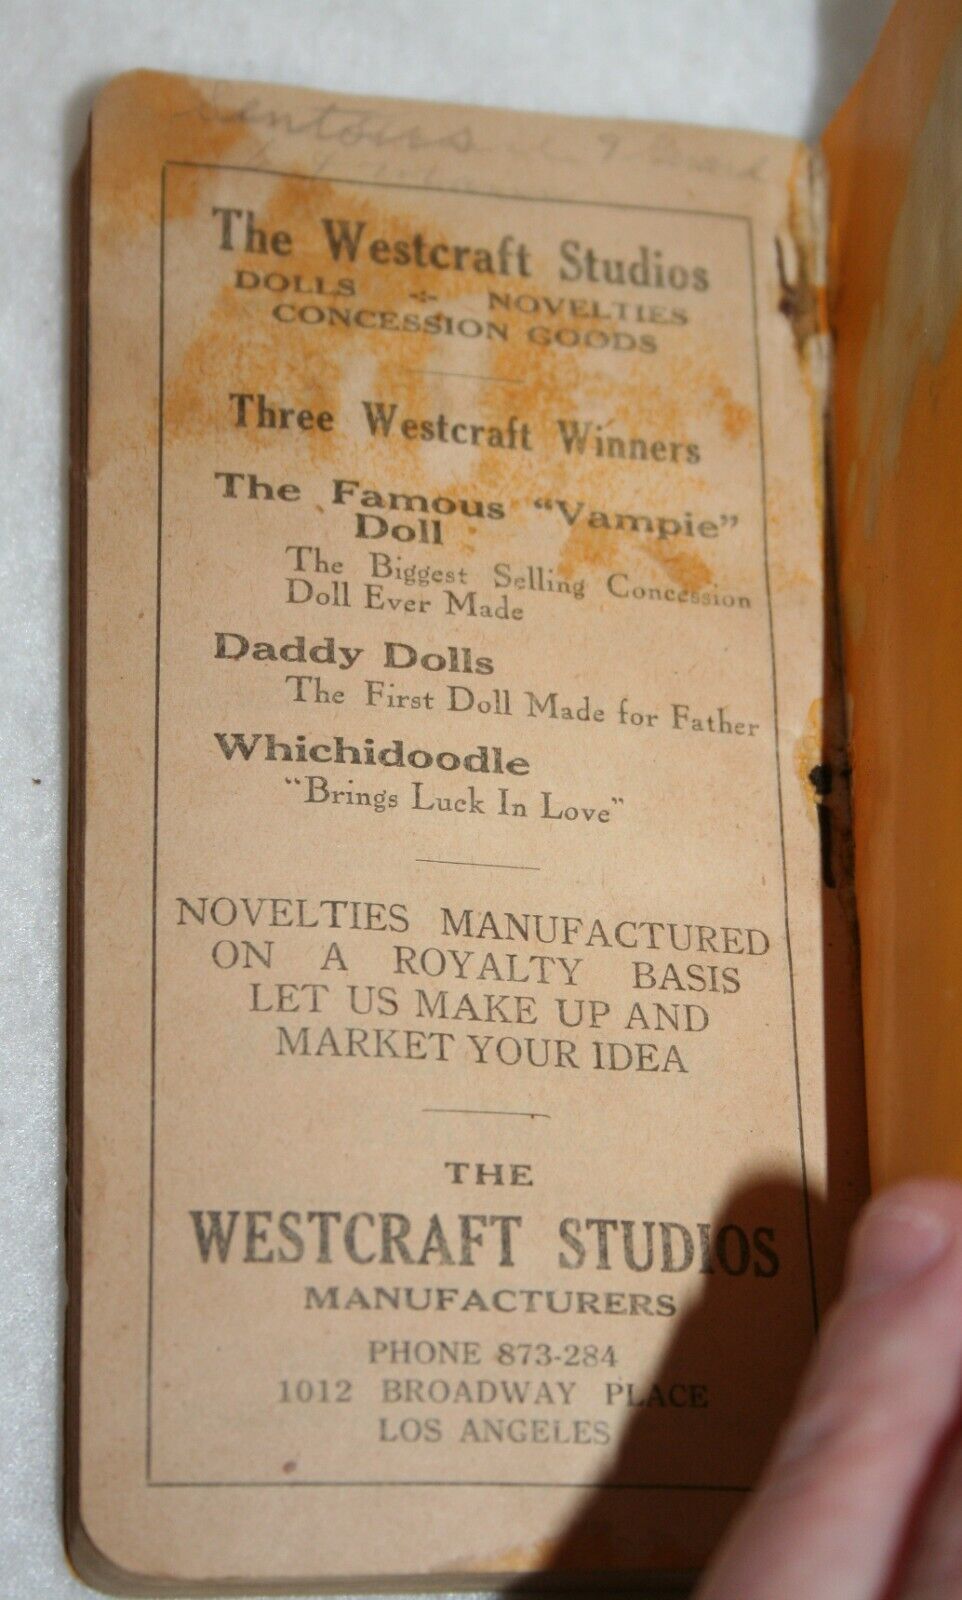 The Westcraft Studios
DOLLS NOVELTIES
CONCESSION GOODS
Three Westcraft Winners
The Famous "Vampie"
Doll
The Biggest Selling Concession
Doll Ever Made
Daddy Dolls
The First Doll Made for Father
Whichidoodle
"Brings Luck In Love"
NOVELTIES MANUFACTURED
ON A ROYALTY BASIS
LET US MAKE UP AND
MARKET YOUR IDEA
THE
WESTCRAFT STUDIOS
MANUFACTURERS
PHONE 873-284
1012 BROADWAY PLACE
LOS ANGELES